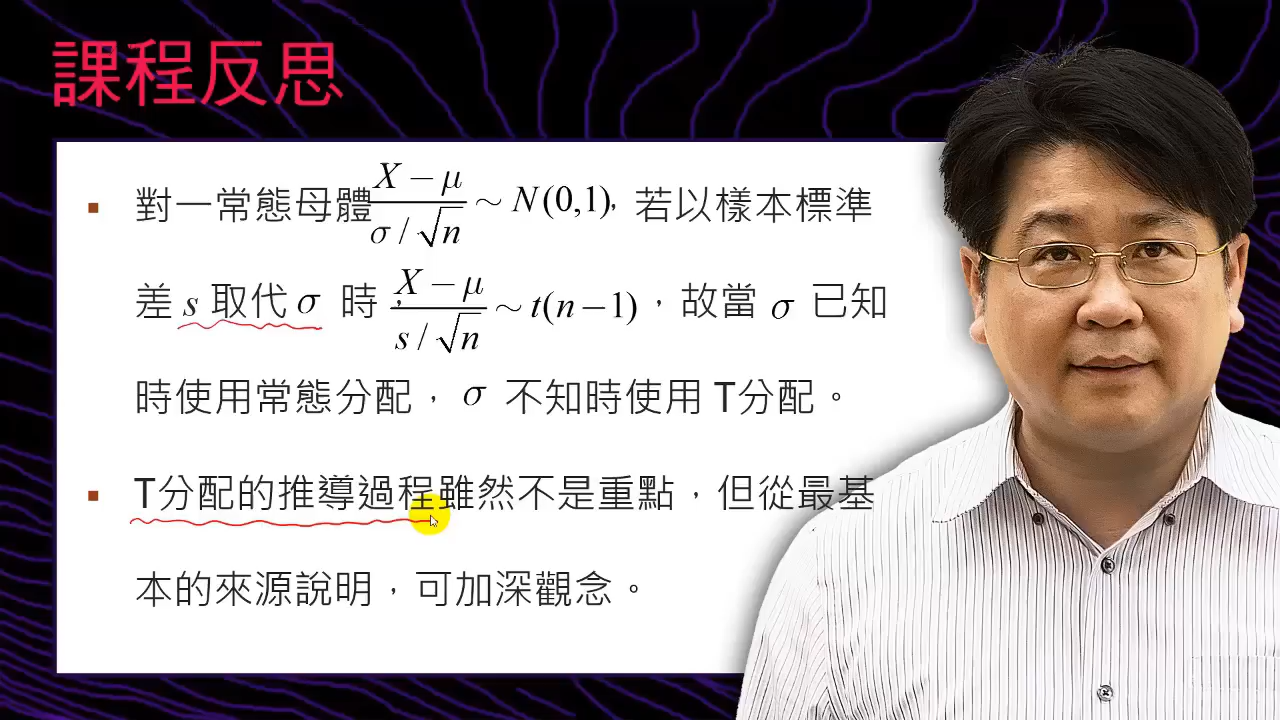 課程反思
▪ 對一常態母體 X − μ / σ / √n ~ N(0,1), 若以樣本標準
差 s 取代 σ 時 X − μ / s / √n ~ t(n−1),故當 σ 已知
時使用常態分配, σ 不知時使用 T分配。
▪ T分配的推導過程雖然不是重點,但從最基
本的來源說明,可加深觀念。